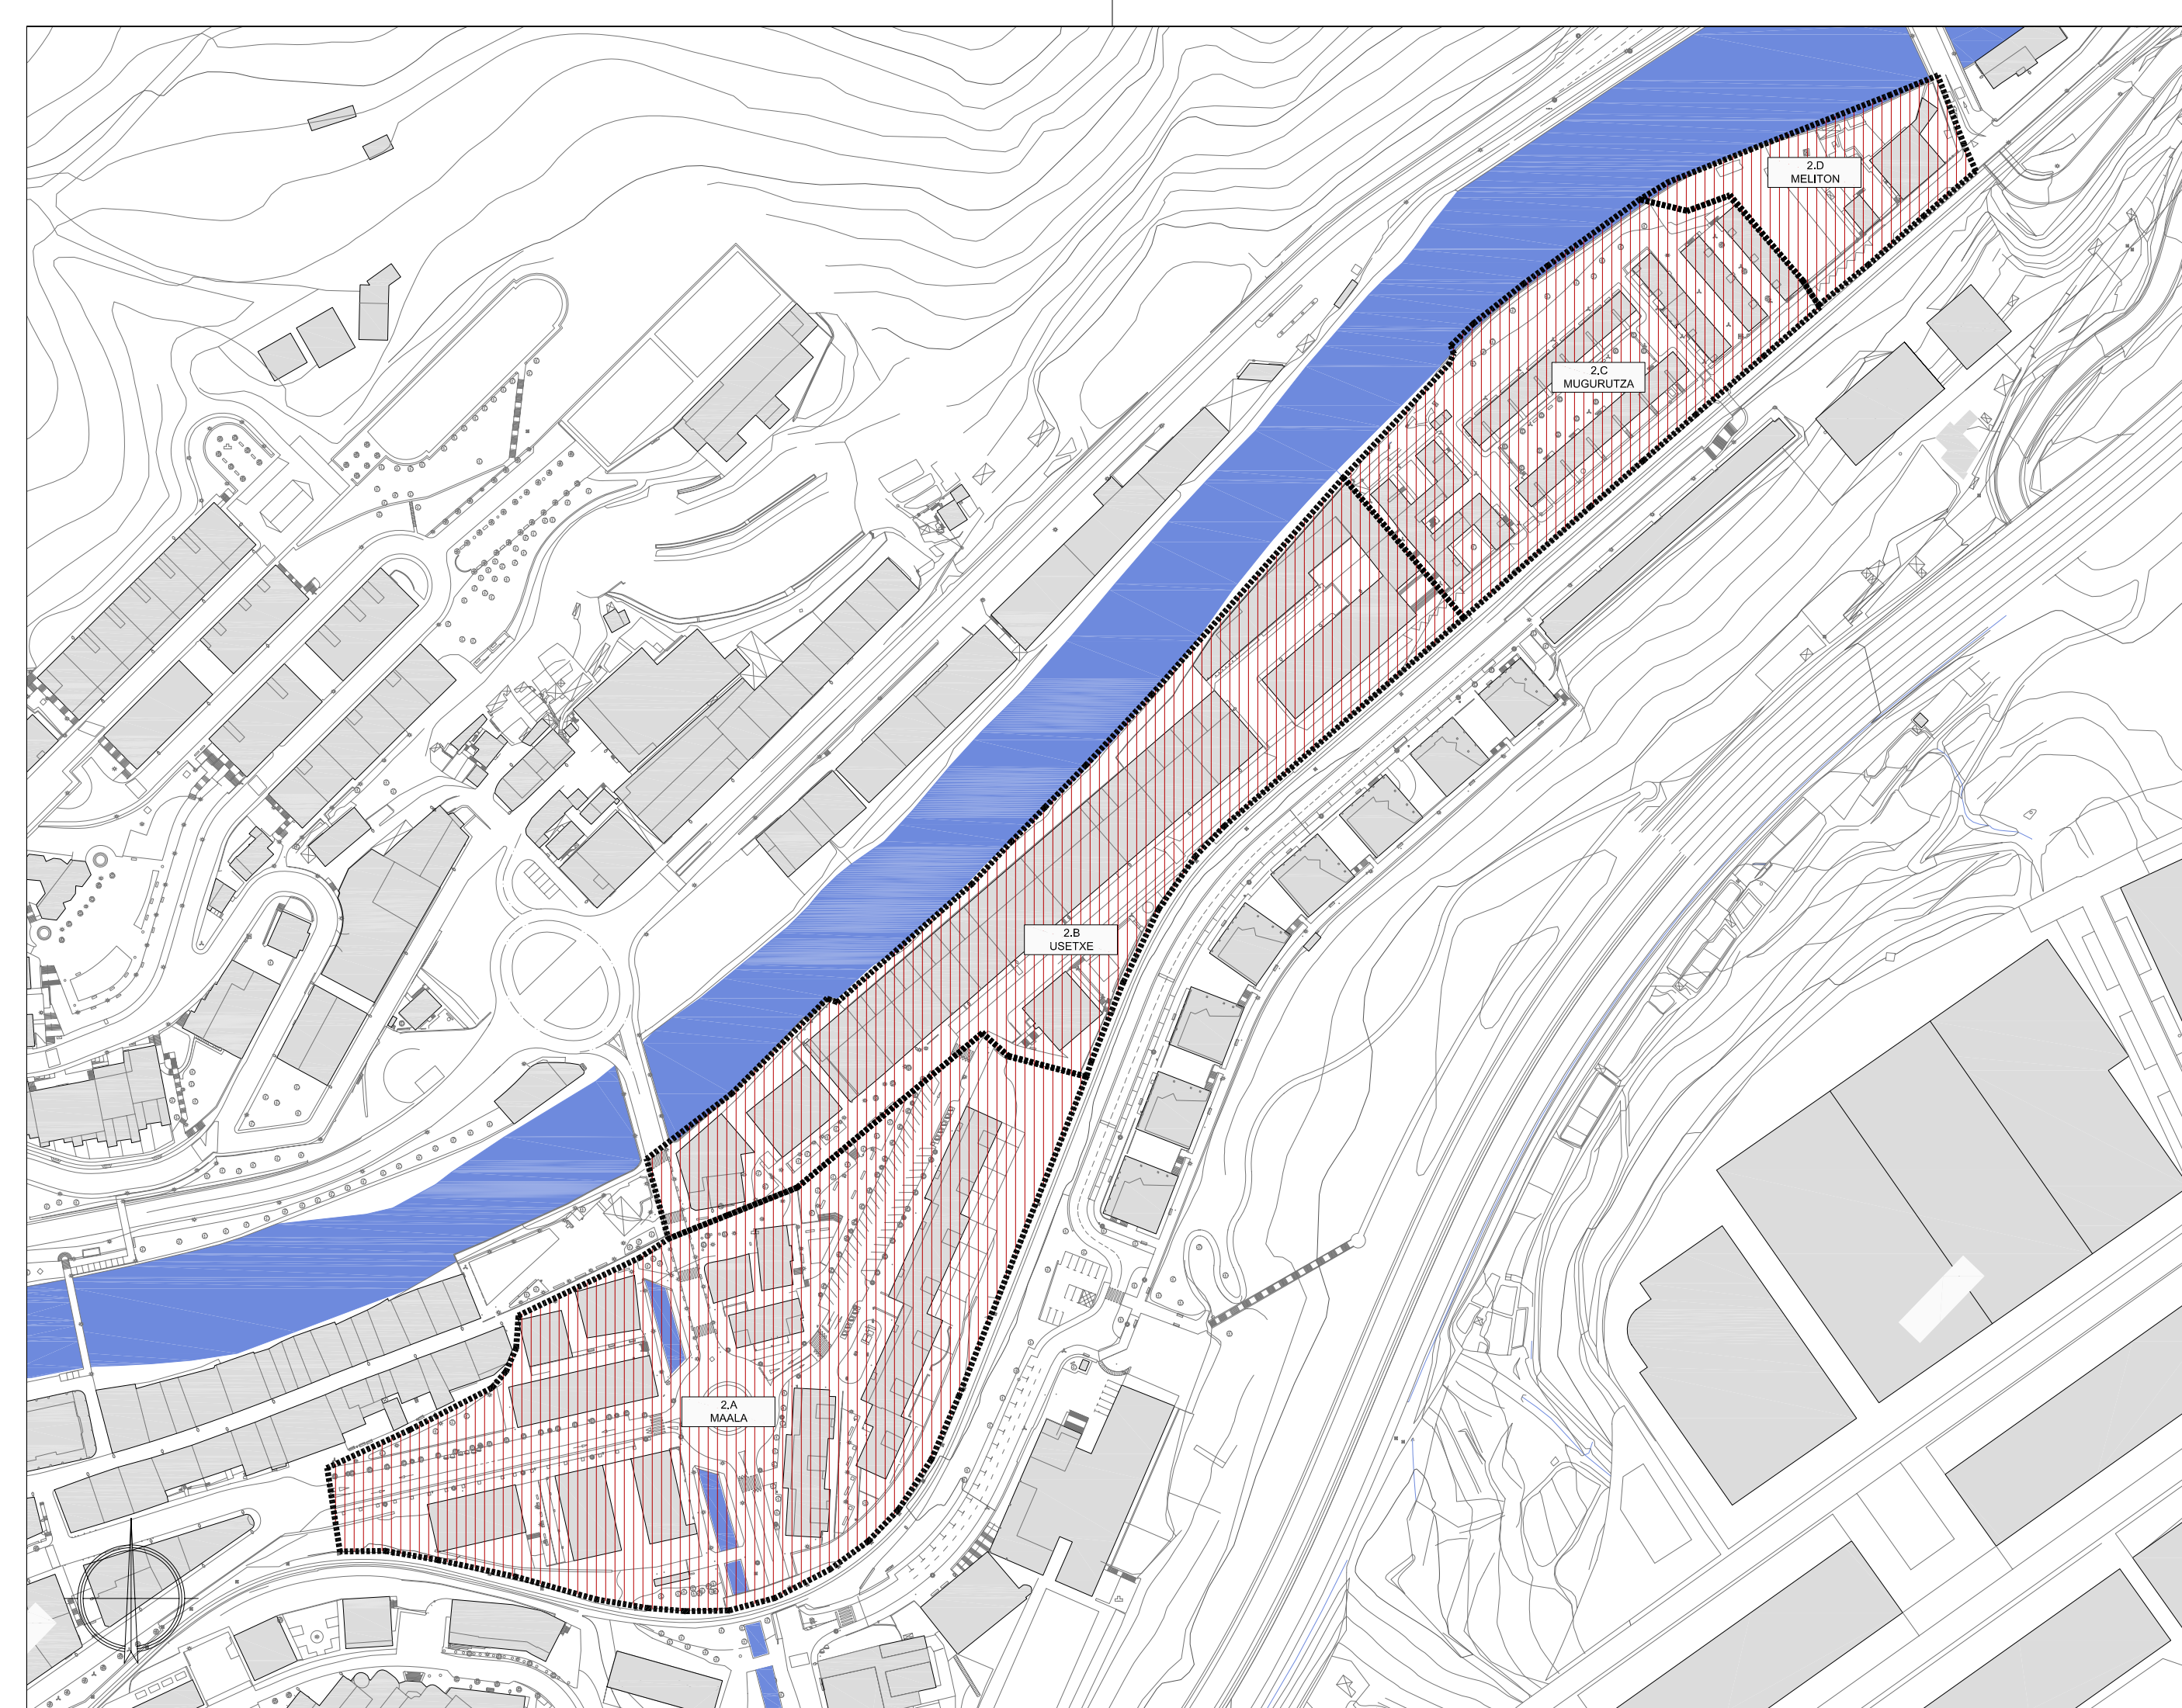 2.D
MELITON
2.C
MUGURUTZA
2.B
USETXE
2.A
MAALA